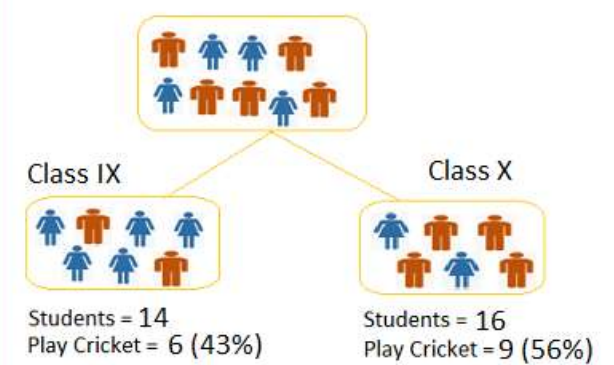 Class IX
Class X
Students = 14
Play Cricket = 6 (43%)
Students = 16
Play Cricket = 9 (56%)